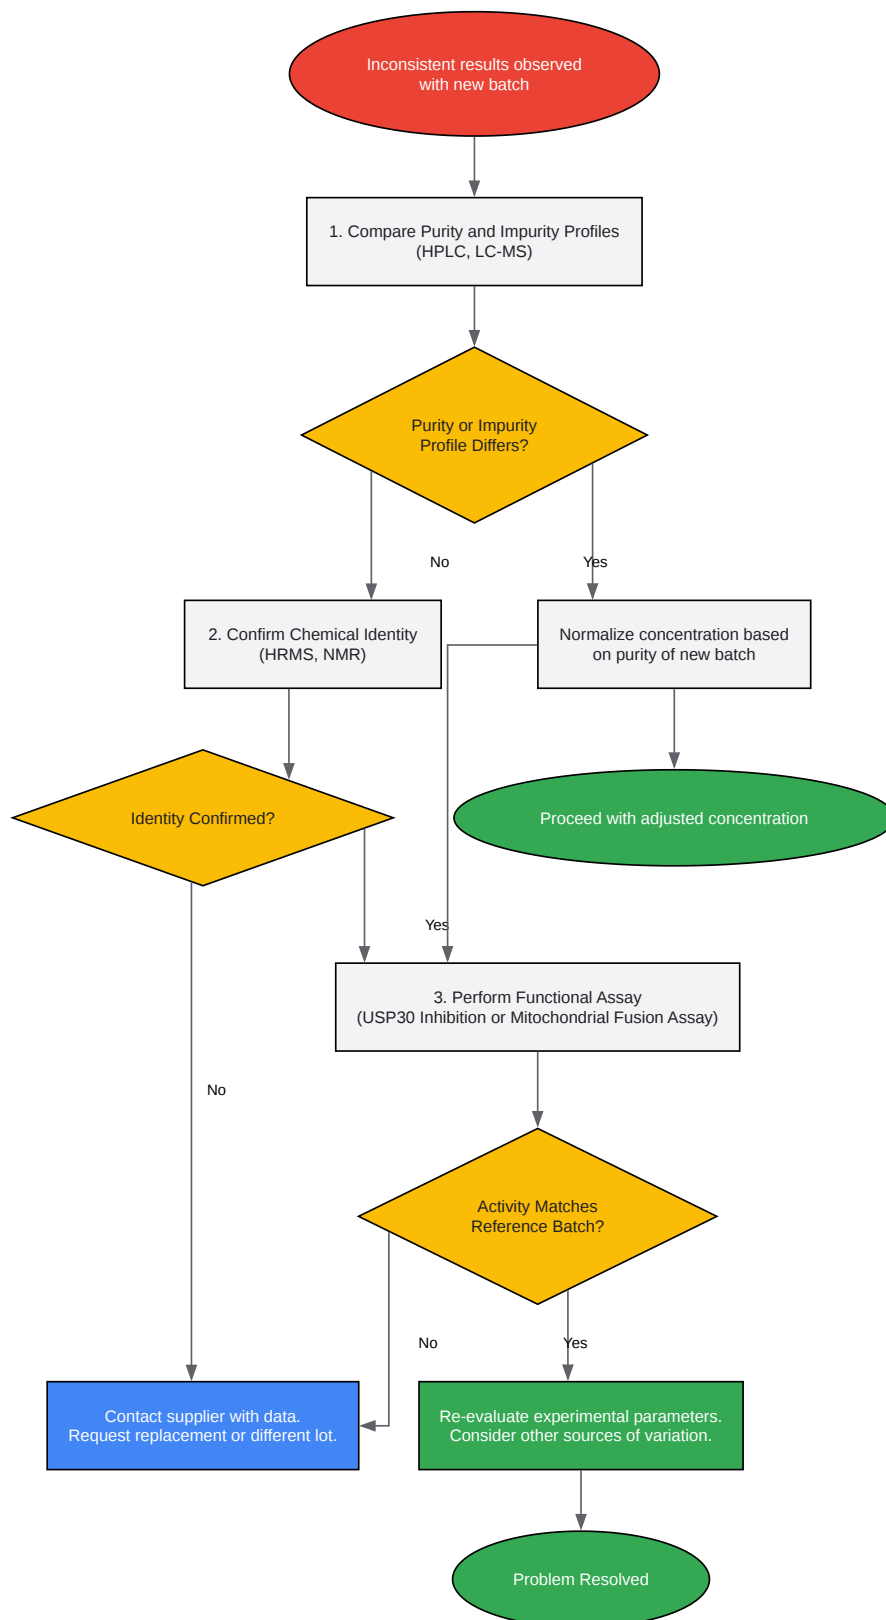 Inconsistent results observed
with new batch
1. Compare Purity and Impurity Profiles
(HPLC, LC-MS)
Purity or Impurity
Profile Differs?
No
Yes
2. Confirm Chemical Identity
(HRMS, NMR)
Normalize concentration based
on purity of new batch
Identity Confirmed?
Proceed with adjusted concentration
Yes
3. Perform Functional Assay
(USP30 Inhibition or Mitochondrial Fusion Assay)
No
Activity Matches
Reference Batch?
No
Yes
Contact supplier with data.
Request replacement or different lot.
Re-evaluate experimental parameters.
Consider other sources of variation.
Problem Resolved